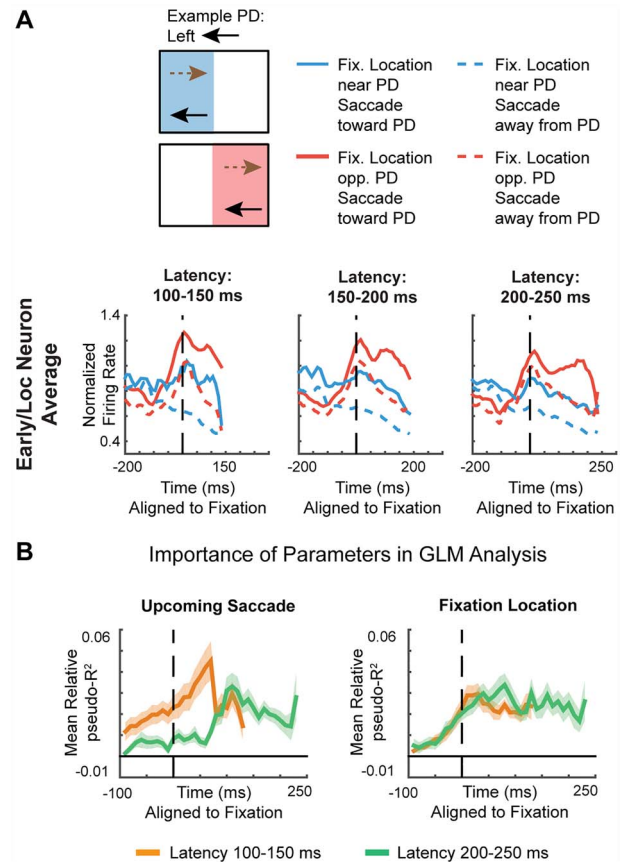 A
Example PD:
Left
Fix. Location
near PD
Saccade
toward PD
Fix. Location
near PD
Saccade
away from PD
Fix. Location
opp. PD
Saccade
toward PD
Fix. Location
opp. PD
Saccade
away from PD
Early/Loc Neuron
Average
Latency:
100-150 ms
Latency:
150-200 ms
Latency:
200-250 ms
Normalized
Firing Rate
1.4
0.4
-200
150
-200
200
-200
250
Time (ms)
Aligned to Fixation
Time (ms)
Aligned to Fixation
Time (ms)
Aligned to Fixation
B
Importance of Parameters in GLM Analysis
Upcoming Saccade
Fixation Location
Mean Relative
pseudo-R²
0.06
-0.01
-100
Time (ms)
250
Aligned to Fixation
Mean Relative
pseudo-R²
0.06
-0.01
-100
Time (ms)
250
Aligned to Fixation
Latency 100-150 ms
Latency 200-250 ms